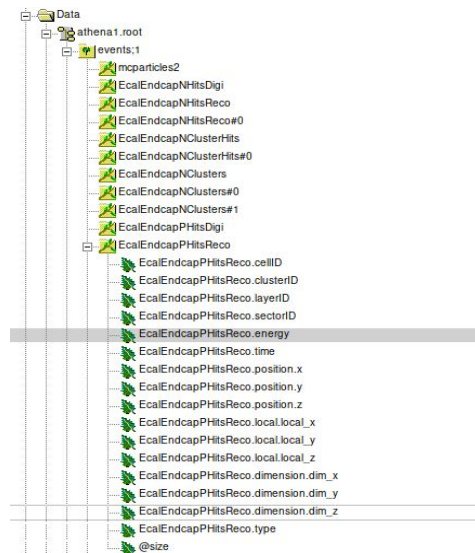 Data
athena1.root
events;1
mcparticles2
EcalEndcapNHitsDigi
EcalEndcapNHitsReco
EcalEndcapNHitsReco#0
EcalEndcapNClusterHits
EcalEndcapNClusterHits#0
EcalEndcapNClusters
EcalEndcapNClusters#0
EcalEndcapNClusters#1
EcalEndcapPHitsDigi
EcalEndcapPHitsReco
EcalEndcapPHitsReco.cellID
EcalEndcapPHitsReco.clusterID
EcalEndcapPHitsReco.layerID
EcalEndcapPHitsReco.sectorID
EcalEndcapPHitsReco.energy
EcalEndcapPHitsReco.time
EcalEndcapPHitsReco.position.x
EcalEndcapPHitsReco.position.y
EcalEndcapPHitsReco.position.z
EcalEndcapPHitsReco.local.local_x
EcalEndcapPHitsReco.local.local_y
EcalEndcapPHitsReco.local.local_z
EcalEndcapPHitsReco.dimension.dim_x
EcalEndcapPHitsReco.dimension.dim_y
EcalEndcapPHitsReco.dimension.dim_z
EcalEndcapPHitsReco.type
@size